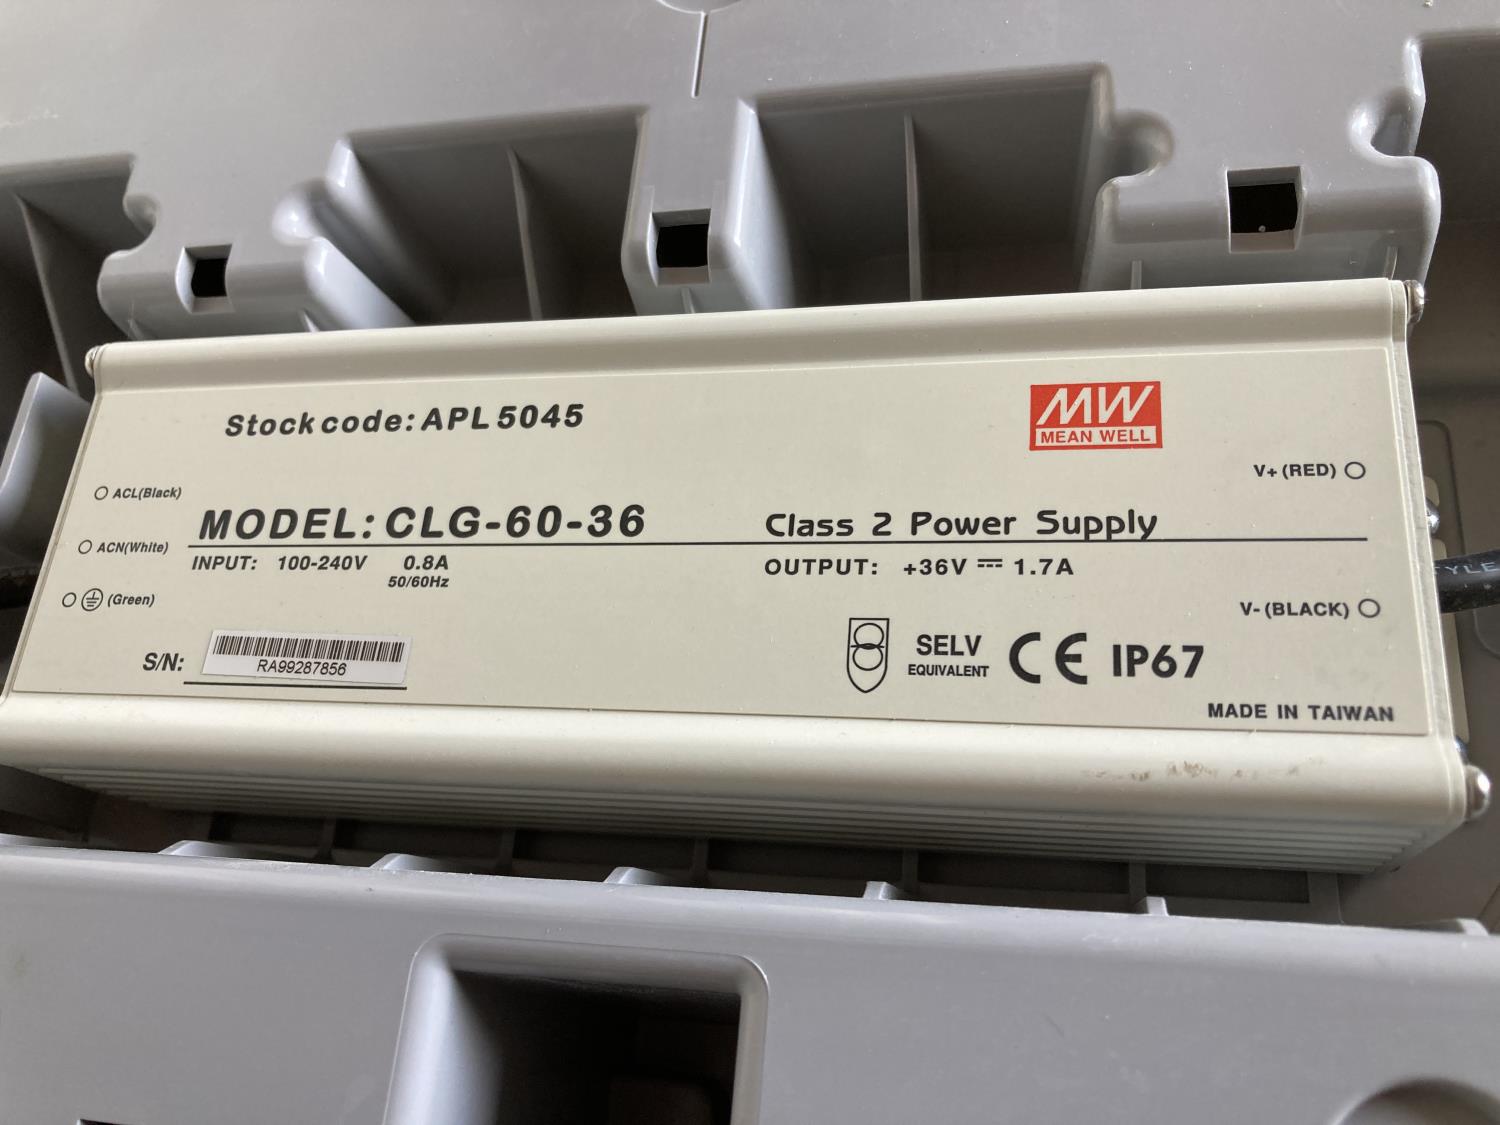 Stock code: APL 5045
MW
MEAN WELL
V+ (RED)
ACL(Black)
MODEL: CLG-60-36
Class 2 Power Supply
ACN(White)
INPUT: 100-240V 0.8A
50/60Hz
OUTPUT: +36V ⎓ 1.7A
(Green)
V- (BLACK)
SELV
EQUIVALENT
CE IP67
S/N:
RA99287856
MADE IN TAIWAN